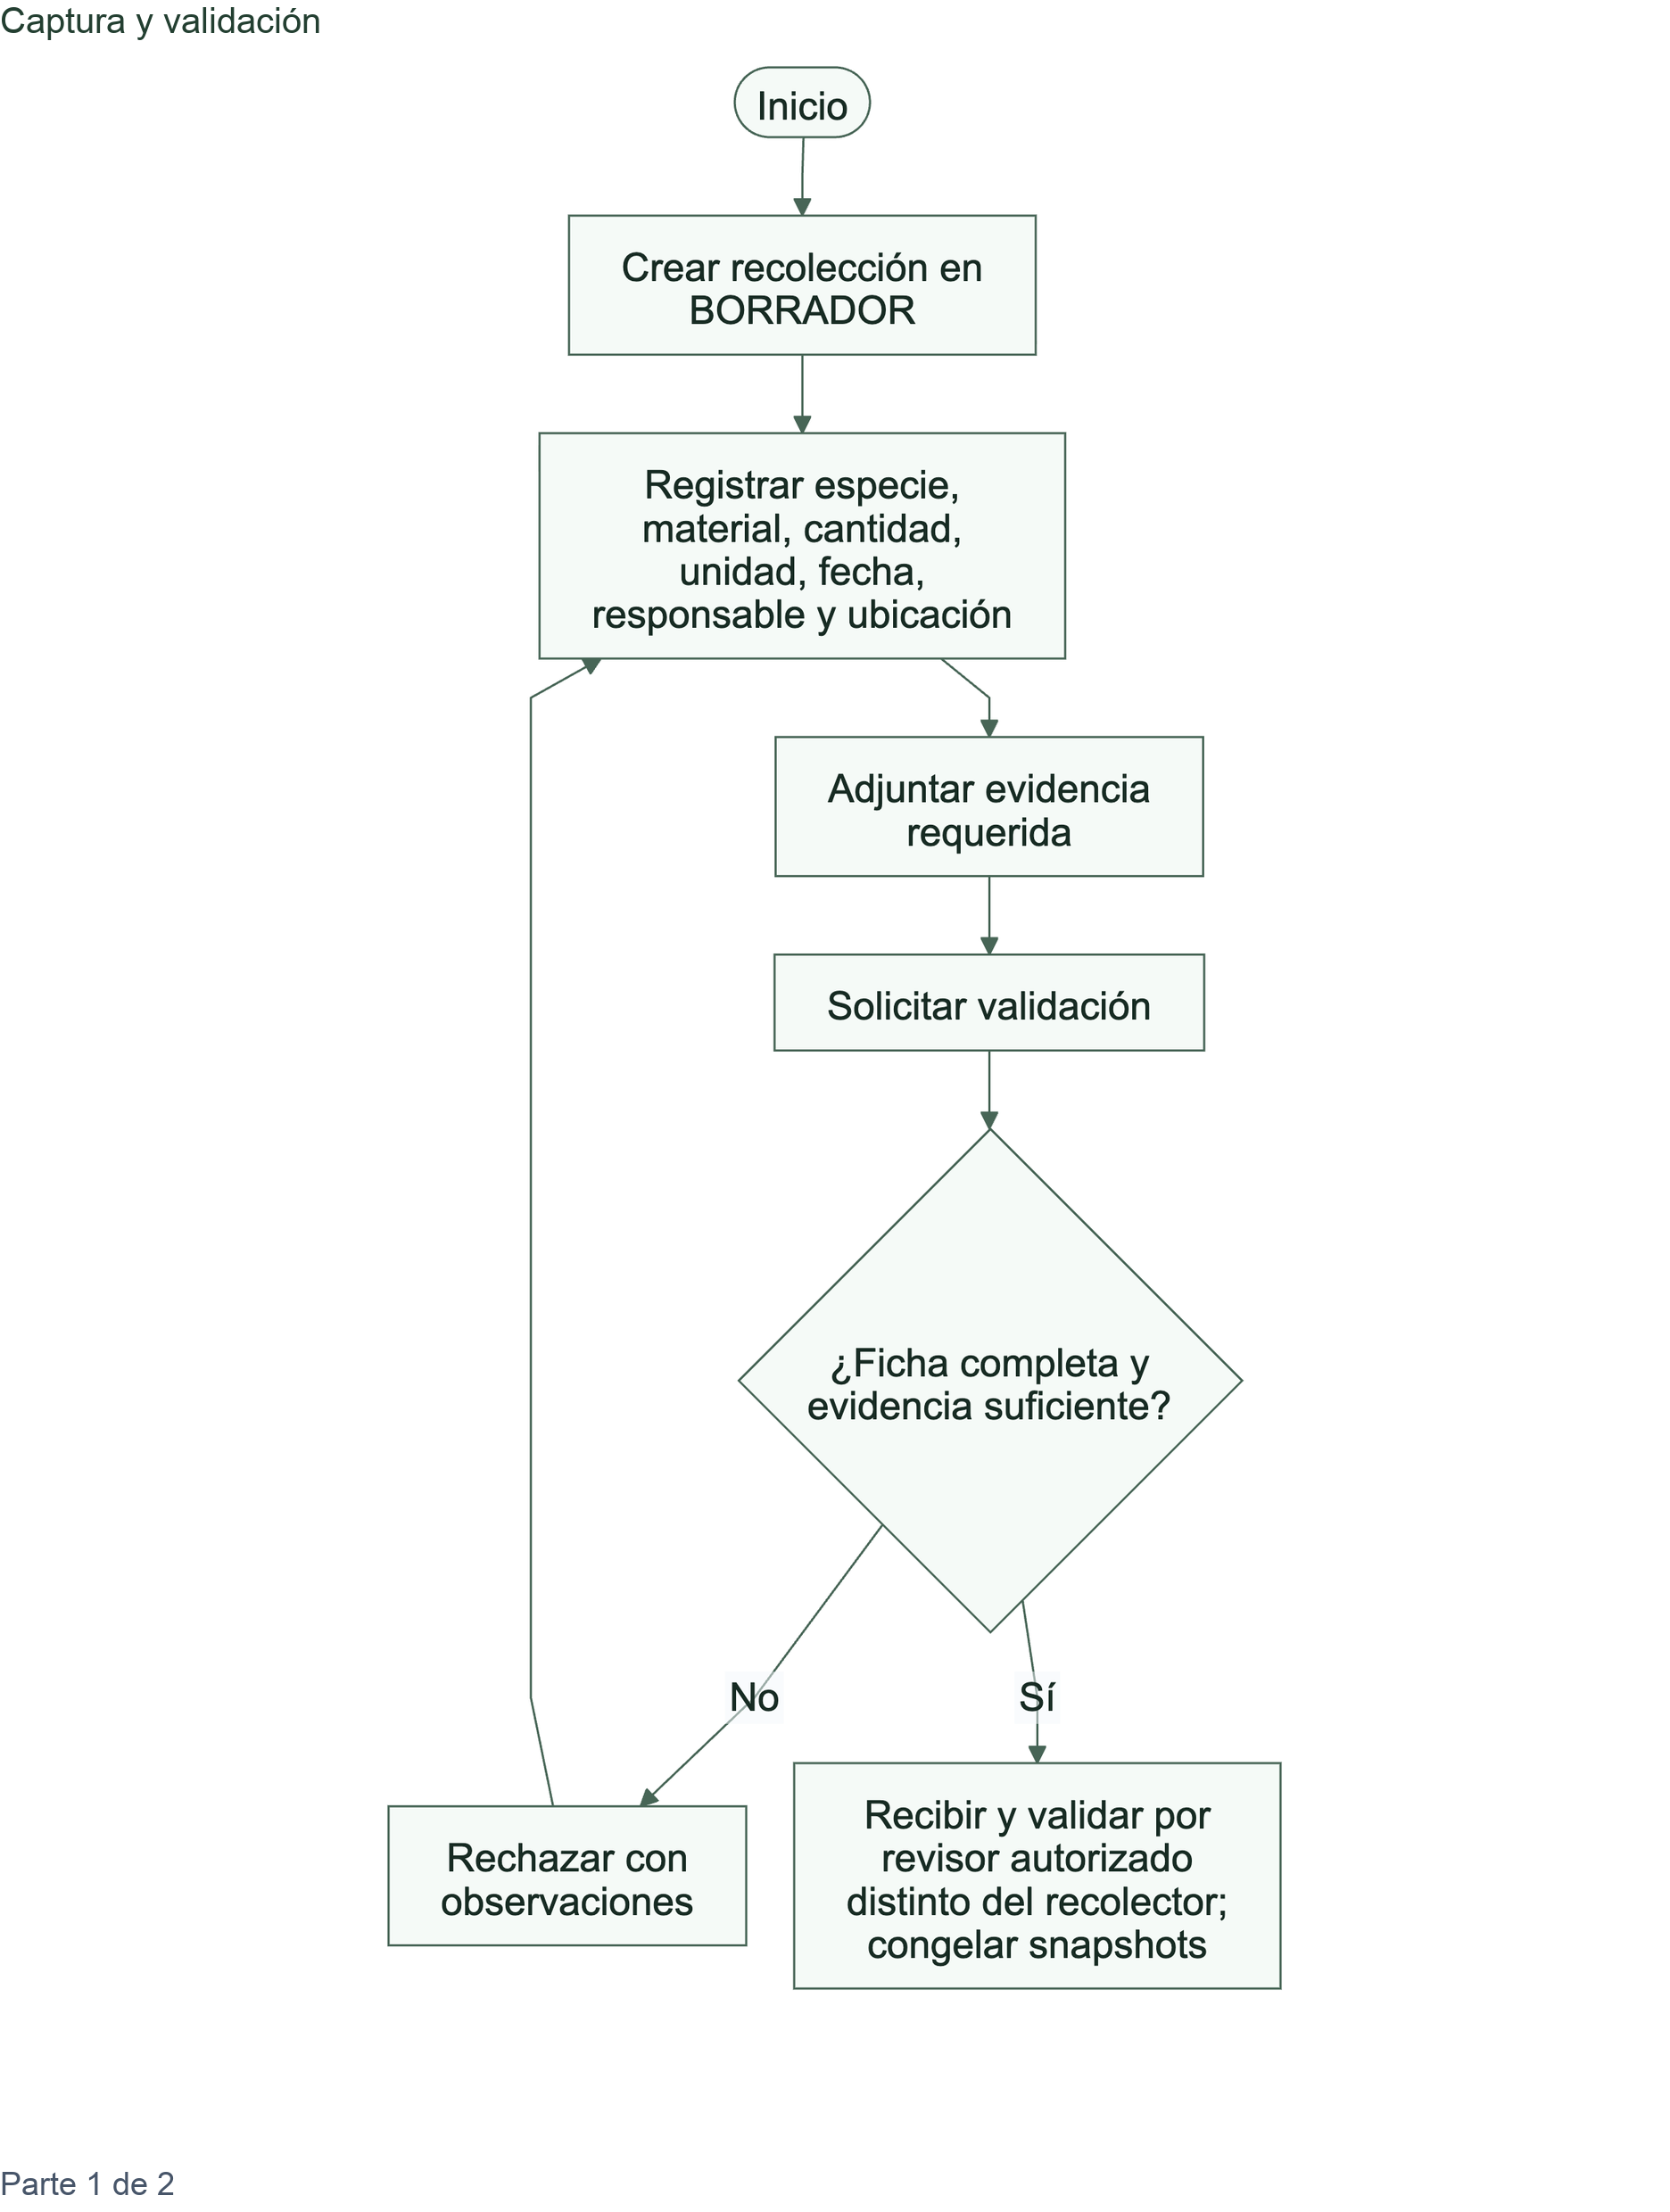 Captura y validación
Inicio
Crear recolección en
BORRADOR
Registrar especie,
material, cantidad,
unidad, fecha,
responsable y ubicación
Adjuntar evidencia
requerida
Solicitar validación
¿Ficha completa y
evidencia suficiente?
No
Sí
Rechazar con
observaciones
Recibir y validar por
revisor autorizado
distinto del recolector;
congelar snapshots
Parte 1 de 2